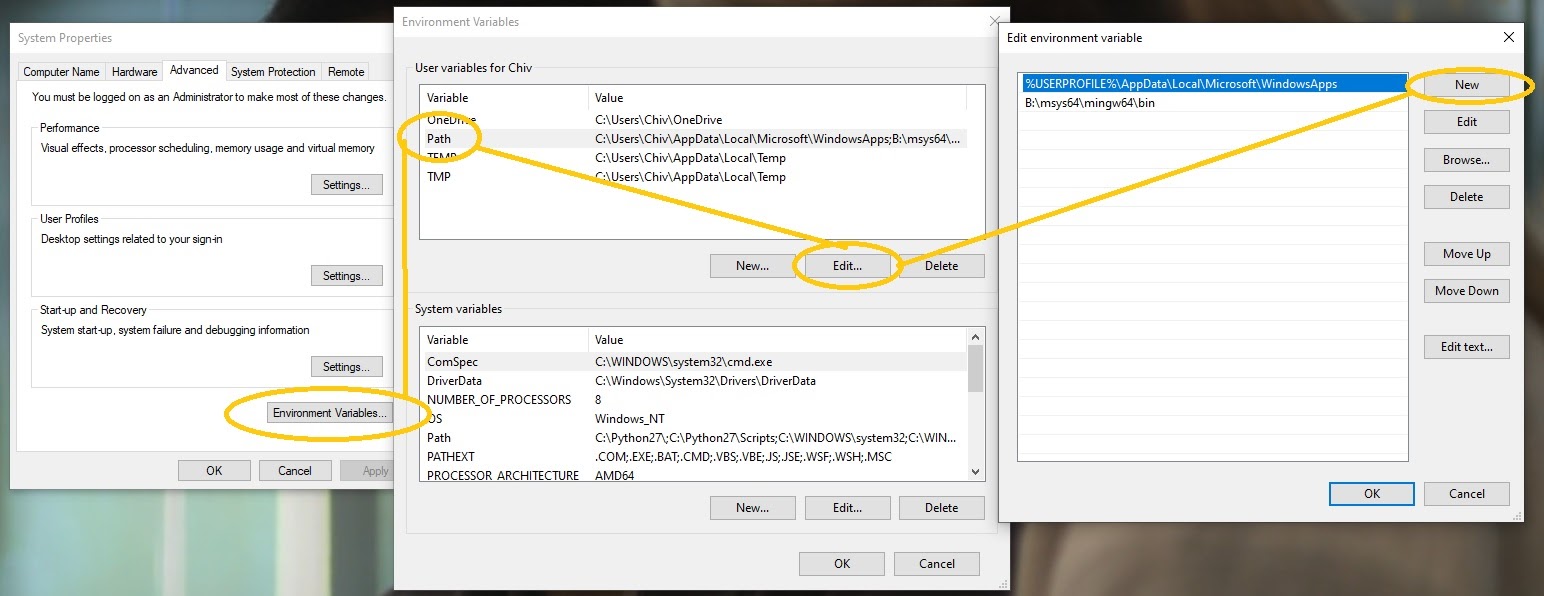 System Properties
Computer Name Hardware Advanced System Protection Remote
You must be logged on as an Administrator to make most of these changes.
Performance
Visual effects, processor scheduling, memory usage and virtual memory
Settings...
User Profiles
Desktop settings related to your sign-in
Settings...
Start-up and Recovery
System start-up, system failure and debugging information
Settings...
Environment Variables...
OK Cancel Apply
Environment Variables
User variables for Chiv
Variable Value
OneDrive C:\Users\Chiv\OneDrive
Path C:\Users\Chiv\AppData\Local\Microsoft\WindowsApps;B:\msys64\...
TEMP C:\Users\Chiv\AppData\Local\Temp
TMP C:\Users\Chiv\AppData\Local\Temp
New... Edit... Delete
System variables
Variable Value
ComSpec C:\WINDOWS\system32\cmd.exe
DriverData C:\Windows\System32\Drivers\DriverData
NUMBER_OF_PROCESSORS 8
OS Windows_NT
Path C:\Python27\;C:\Python27\Scripts;C:\WINDOWS\system32;C:\WIN...
PATHEXT .COM;.EXE;.BAT;.CMD;.VBS;.VBE;.JS;.JSE;.WSF;.WSH;.MSC
PROCESSOR_ARCHITECTURE AMD64
New... Edit... Delete
OK Cancel
Edit environment variable
%USERPROFILE%\AppData\Local\Microsoft\WindowsApps
B:\msys64\mingw64\bin
New
Edit
Browse...
Delete
Move Up
Move Down
Edit text...
OK Cancel